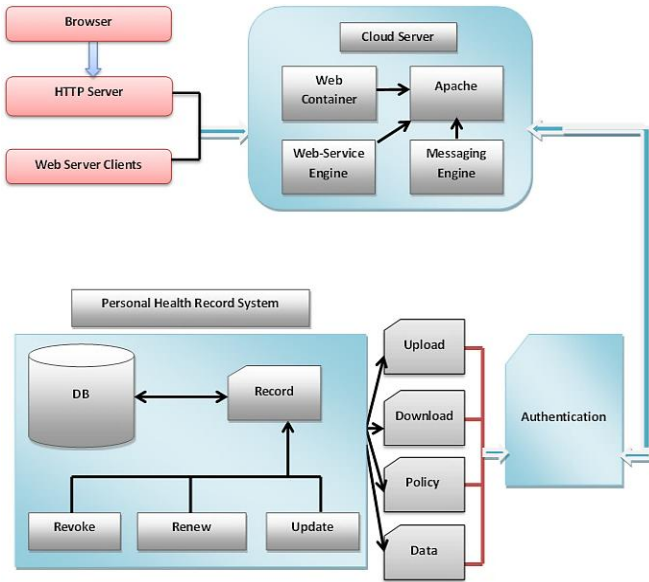 Browser
HTTP Server
Web Server Clients
Cloud Server
Web
Container
Apache
Web-Service
Engine
Messaging
Engine
Personal Health Record System
DB
Record
Revoke
Renew
Update
Upload
Download
Policy
Data
Authentication